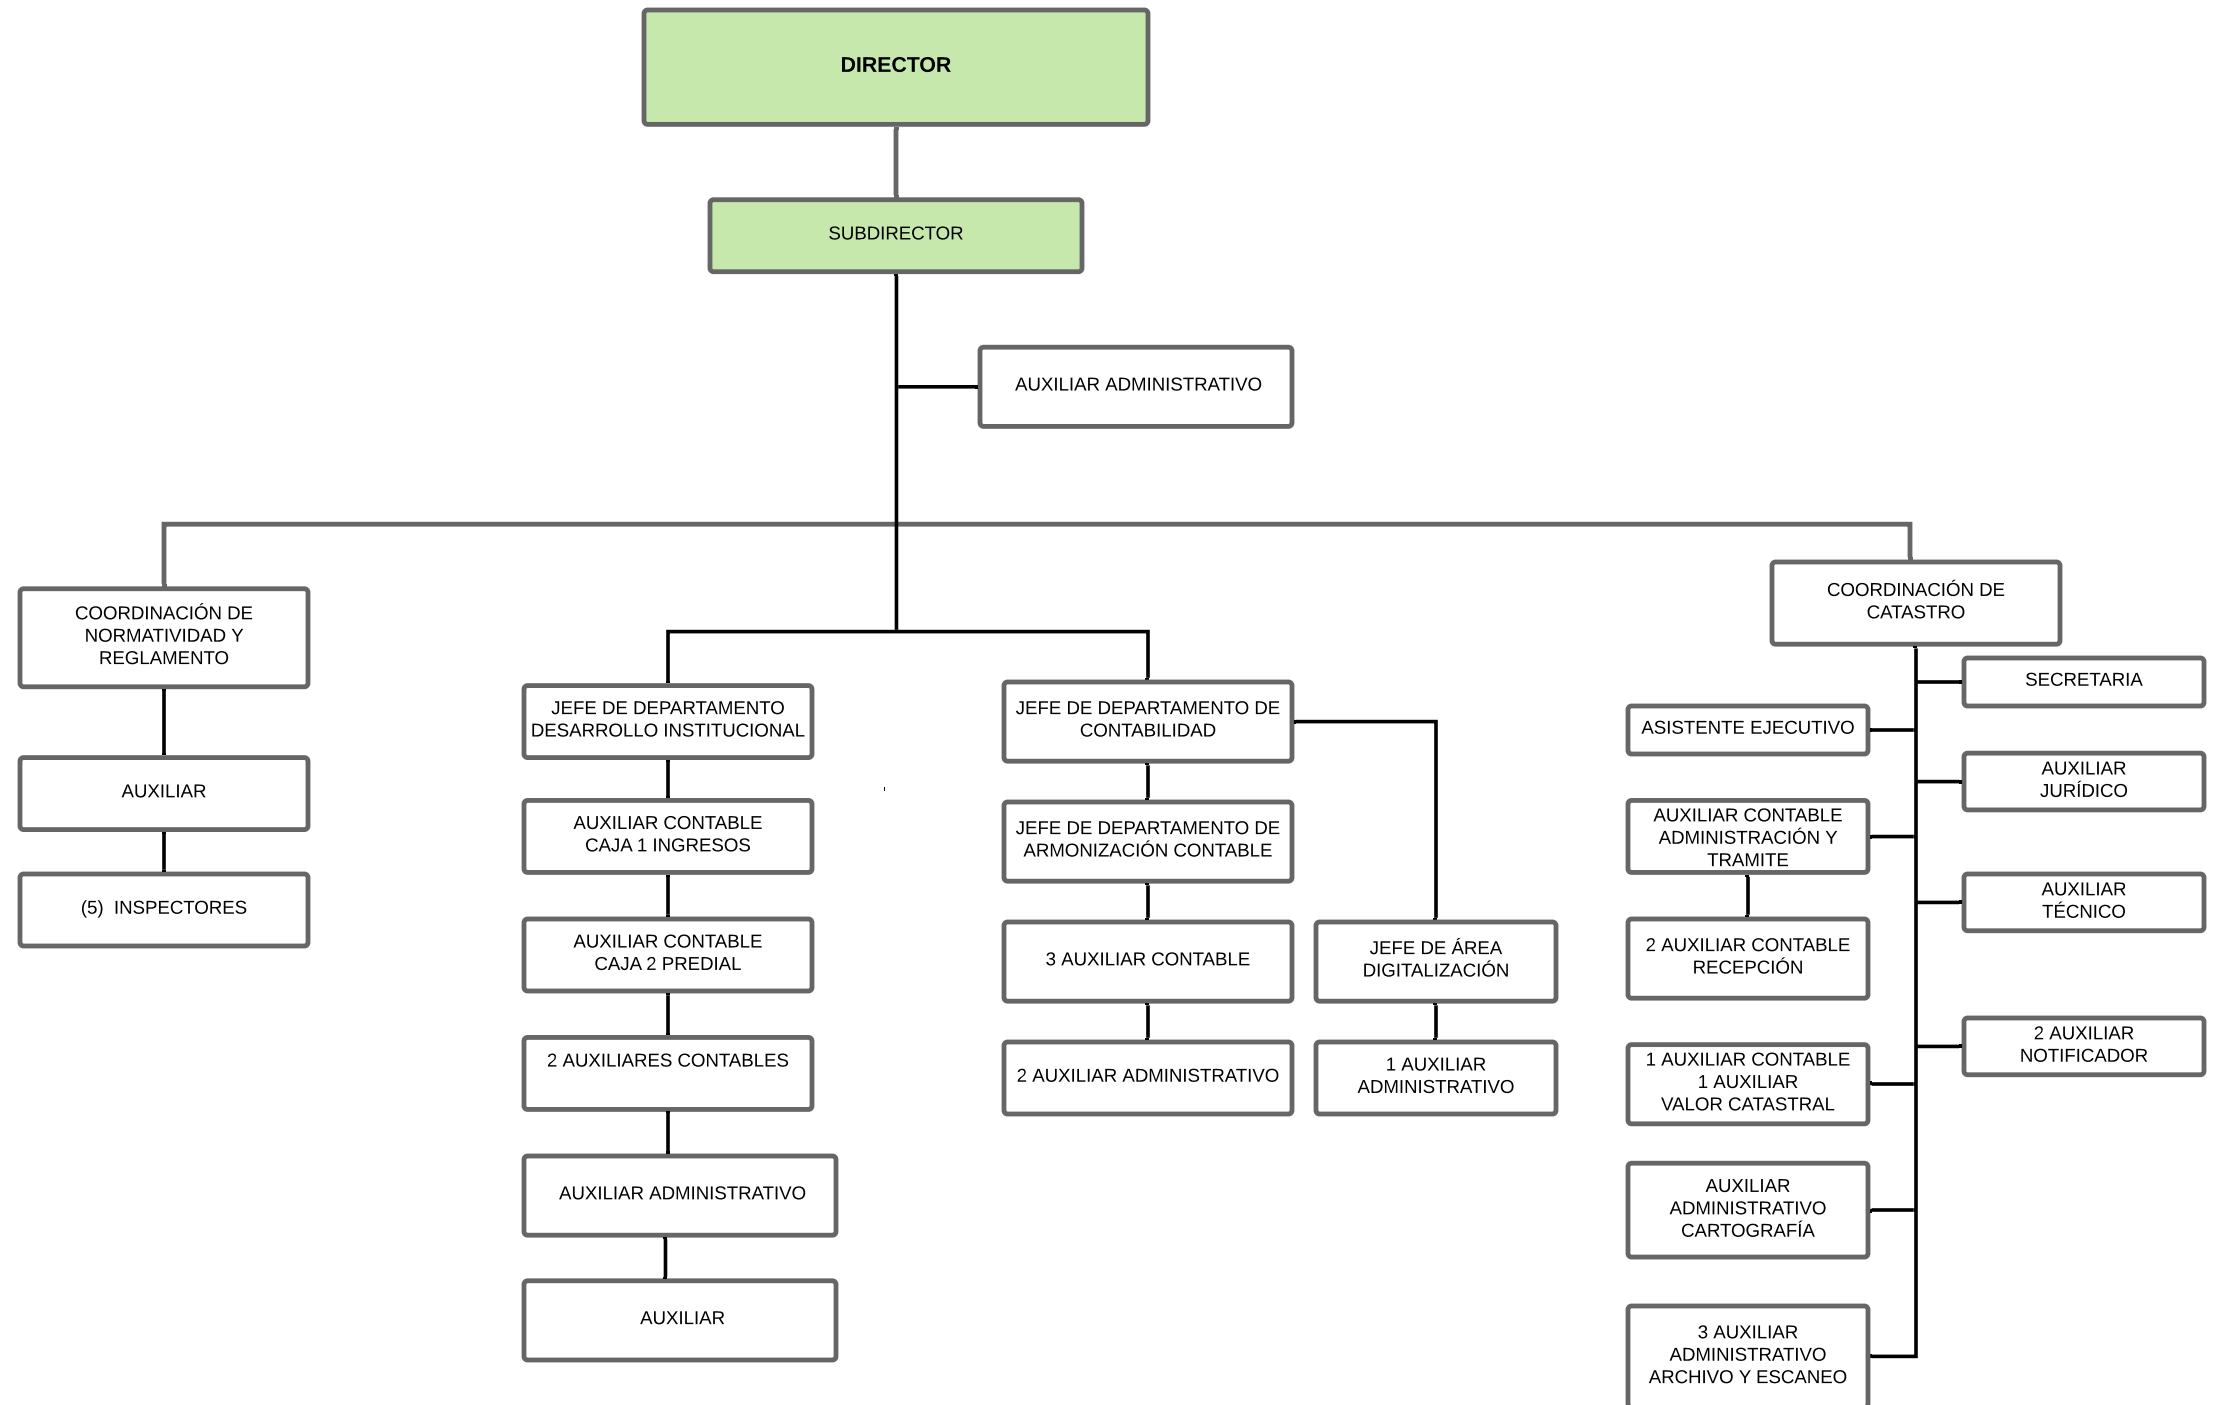 DIRECTOR
SUBDIRECTOR
AUXILIAR ADMINISTRATIVO
COORDINACIÓN DE
NORMATIVIDAD Y
REGLAMENTO
AUXILIAR
(5)  INSPECTORES
JEFE DE DEPARTAMENTO
DESARROLLO INSTITUCIONAL
AUXILIAR CONTABLE
CAJA 1 INGRESOS
AUXILIAR CONTABLE
CAJA 2 PREDIAL
2 AUXILIARES CONTABLES
AUXILIAR ADMINISTRATIVO
AUXILIAR
JEFE DE DEPARTAMENTO DE
CONTABILIDAD
JEFE DE DEPARTAMENTO DE
ARMONIZACIÓN CONTABLE
3 AUXILIAR CONTABLE
2 AUXILIAR ADMINISTRATIVO
JEFE DE ÁREA
DIGITALIZACIÓN
1 AUXILIAR
ADMINISTRATIVO
COORDINACIÓN DE
CATASTRO
SECRETARIA
ASISTENTE EJECUTIVO
AUXILIAR
JURÍDICO
AUXILIAR CONTABLE
ADMINISTRACIÓN Y
TRAMITE
AUXILIAR
TÉCNICO
2 AUXILIAR CONTABLE
RECEPCIÓN
2 AUXILIAR
NOTIFICADOR
1 AUXILIAR CONTABLE
1 AUXILIAR
VALOR CATASTRAL
AUXILIAR
ADMINISTRATIVO
CARTOGRAFÍA
3 AUXILIAR
ADMINISTRATIVO
ARCHIVO Y ESCANEO